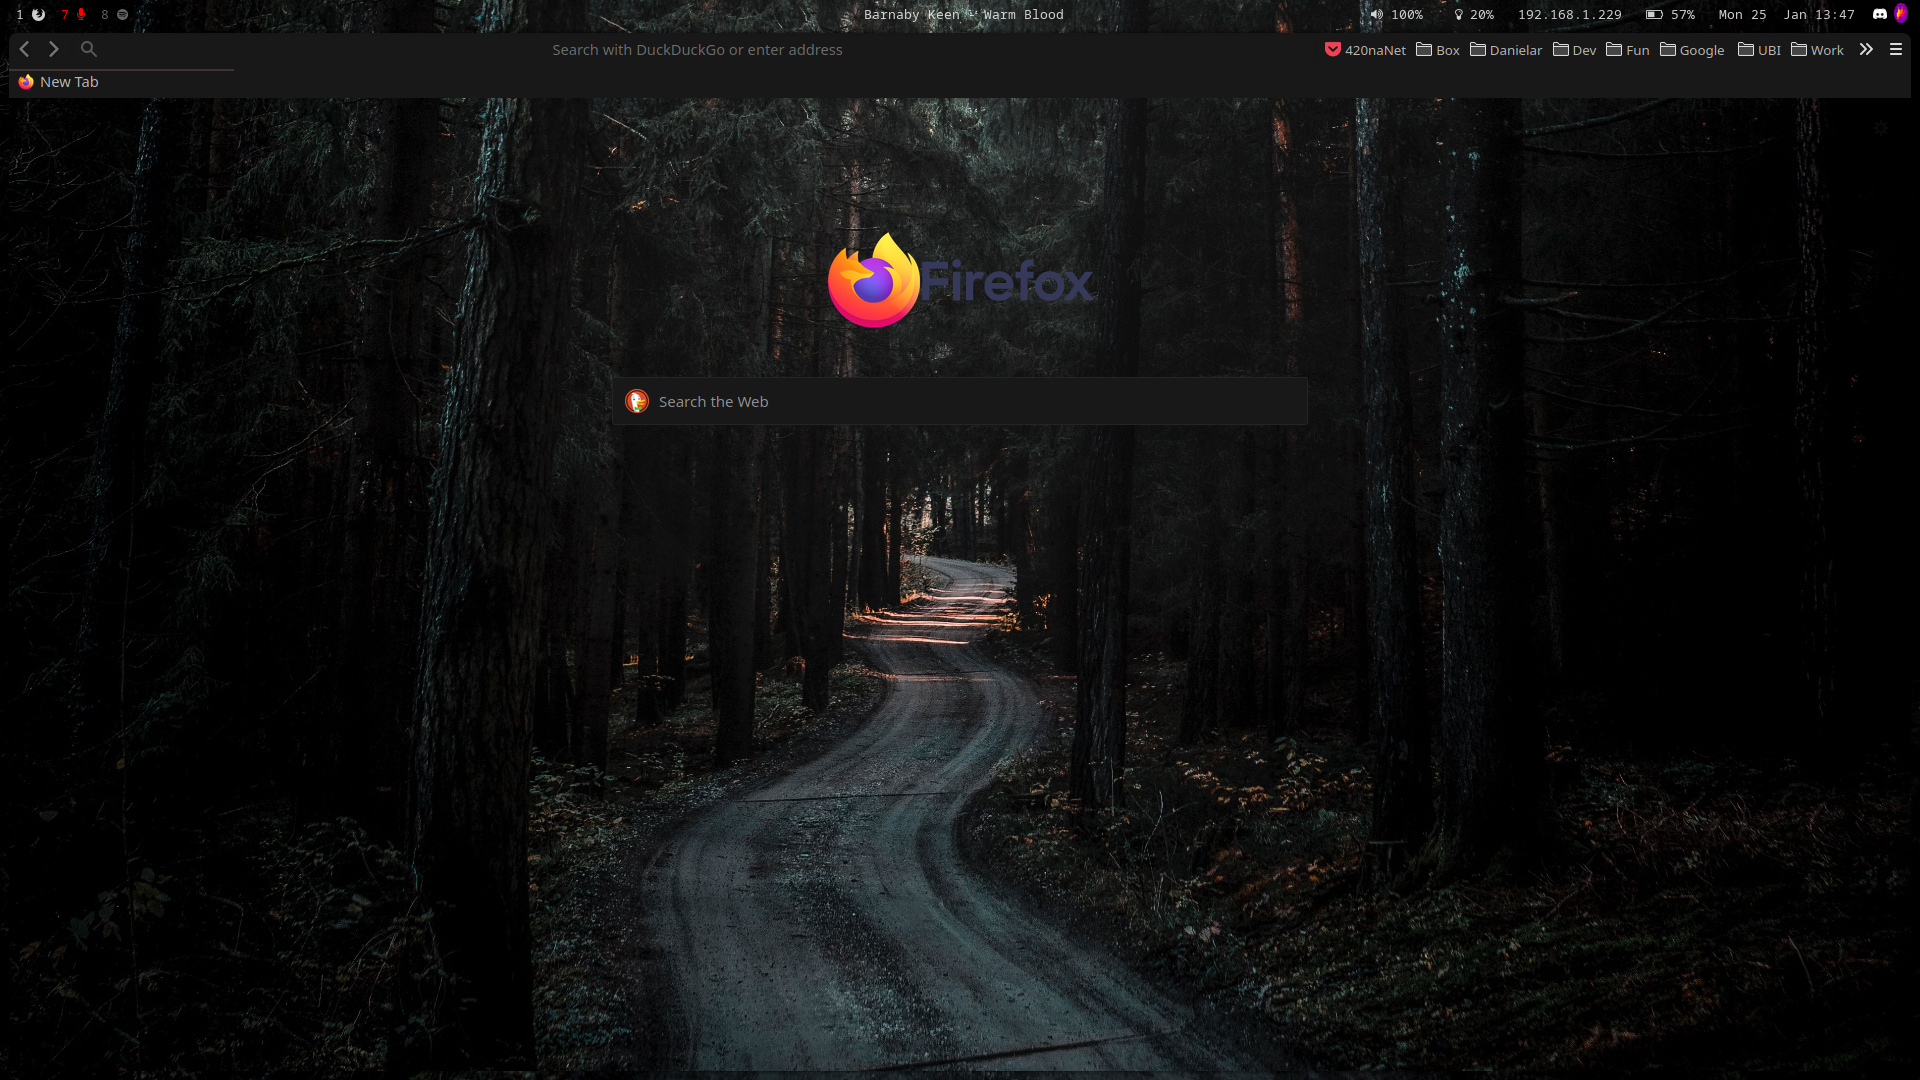 1 7 8 Barnaby Keen - Warm Blood 100% 20% 192.168.1.229 57% Mon 25 Jan 13:47
Search with DuckDuckGo or enter address 420naNet Box Danielar Dev Fun Google UBI Work
New Tab
Firefox
Search the Web